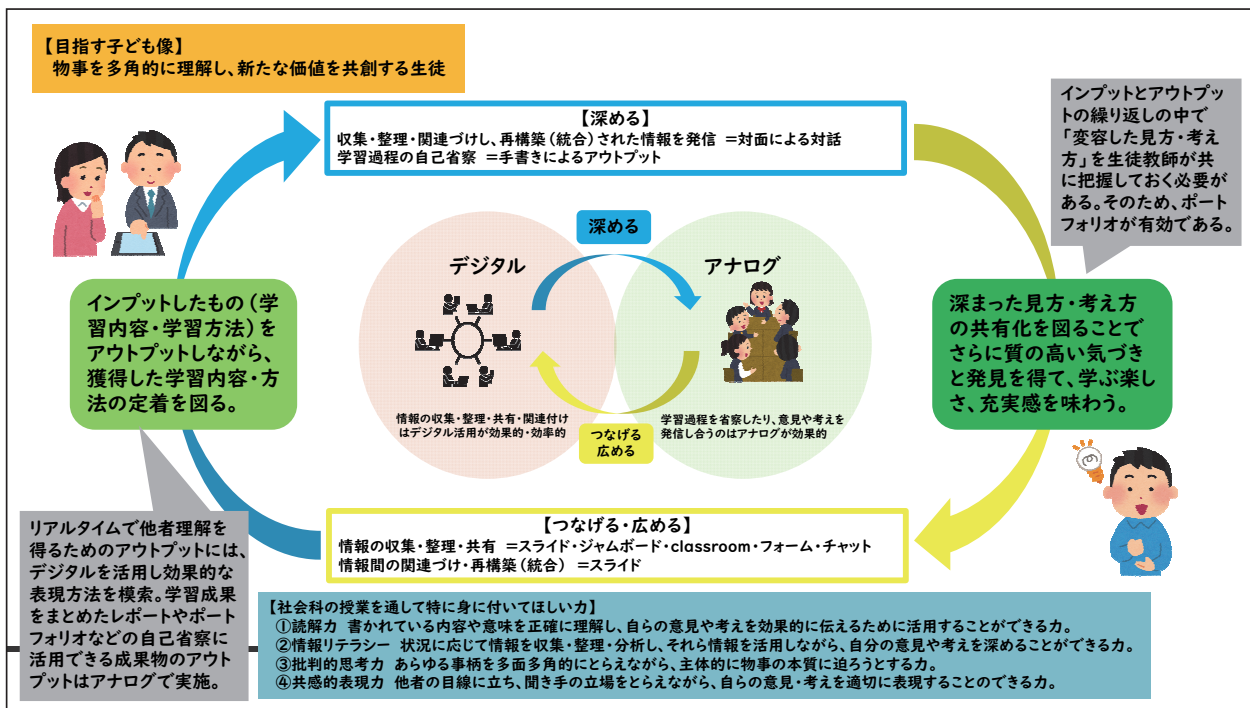 【目指す子ども像】
物事を多角的に理解し、新たな価値を共創する生徒
【深める】
収集・整理・関連づけし、再構築（統合）された情報を発信 ＝対面による対話
学習過程の自己省察 ＝手書きによるアウトプット
インプットとアウトプッ
トの繰り返しの中で
「変容した見方・考え
方」を生徒教師が共
に把握しておく必要が
ある。そのため、ポート
フォリオが有効である。
深める
デジタル
アナログ
インプットしたもの（学
習内容・学習方法）を
アウトプットしながら、
獲得した学習内容・方
法の定着を図る。
深まった見方・考え方
の共有化を図ることで
さらに質の高い気づき
と発見を得て、学ぶ楽し
さ、充実感を味わう。
情報の収集・整理・共有・関連付け
はデジタル活用が効果的・効率的
学習過程を省察したり、意見や考えを
発信し合うのはアナログが効果的
つなげる
広める
【つなげる・広める】
情報の収集・整理・共有 ＝スライド・ジャムボード・classroom・フォーム・チャット
情報間の関連づけ・再構築（統合） ＝スライド
リアルタイムで他者理解を
得るためのアウトプットには、
デジタルを活用し効果的な
表現方法を模索。学習成果
をまとめたレポートやポート
フォリオなどの自己省察に
活用できる成果物のアウト
プットはアナログで実施。
【社会科の授業を通して特に身に付いてほしい力】
①読解力 書かれている内容や意味を正確に理解し、自らの意見や考えを効果的に伝えるために活用することができる力。
②情報リテラシー 状況に応じて情報を収集・整理・分析し、それら情報を活用しながら、自分の意見や考えを深めることができる力。
③批判的思考力 あらゆる事柄を多面多角的にとらえながら、主体的に物事の本質に迫ろうとする力。
④共感的表現力 他者の目線に立ち、聞き手の立場をとらえながら、自らの意見・考えを適切に表現することのできる力。